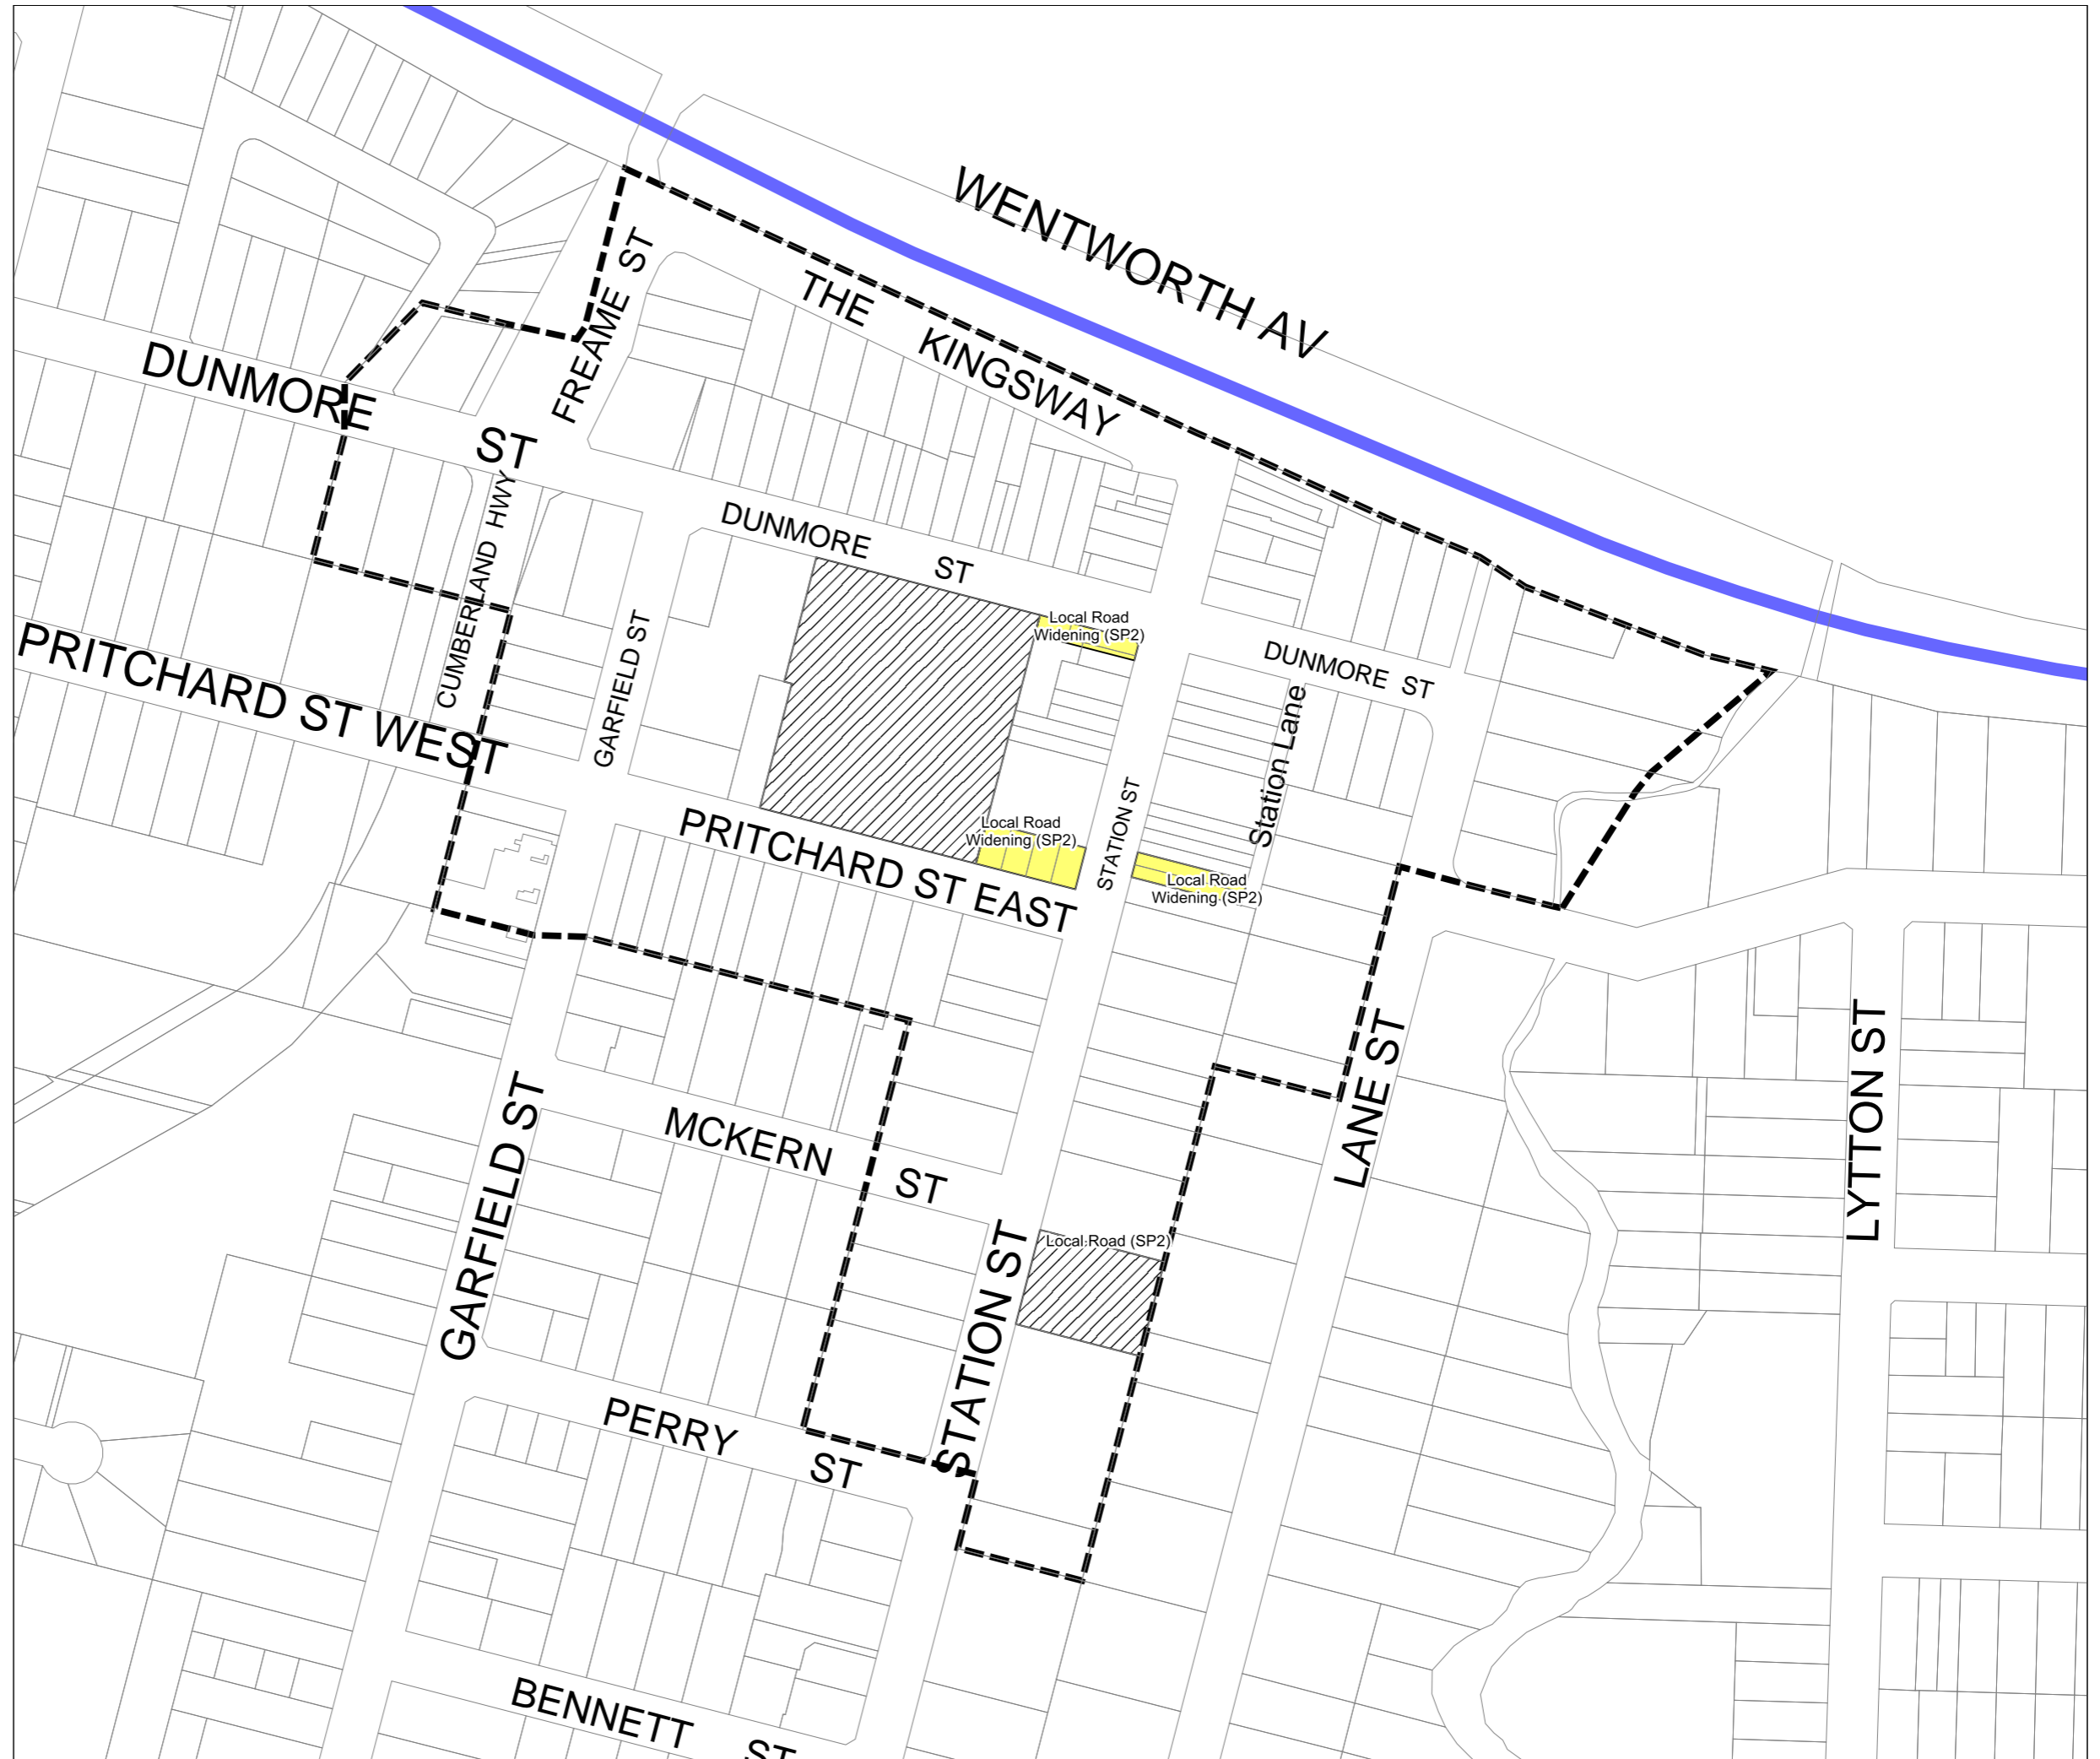 WENTWORTH AV
FREAME ST
THE
KINGSWAY
DUNMORE
ST
CUMBERLAND HWY
DUNMORE
ST
Local Road
Widening (SP2)
DUNMORE ST
GARFIELD ST
PRITCHARD ST WEST
Station Lane
STATION ST
PRITCHARD ST EAST
Local Road
Widening (SP2)
Local Road
Widening (SP2)
LANE ST
LYTTON ST
GARFIELD ST
MCKERN
ST
STATION ST
Local Road (SP2)
PERRY
ST
BENNETT
ST